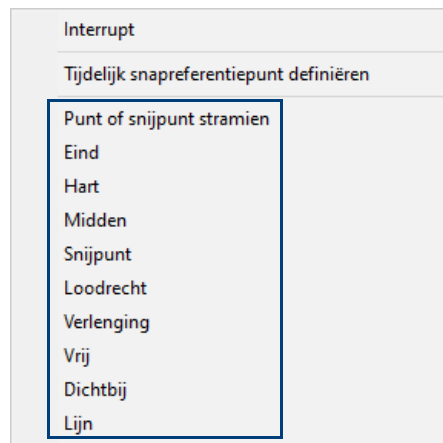 Interrupt
Tijdelijk snapreferentiepunt definiëren
Punt of snijpunt stramien
Eind
Hart
Midden
Snijpunt
Loodrecht
Verlenging
Vrij
Dichtbij
Lijn